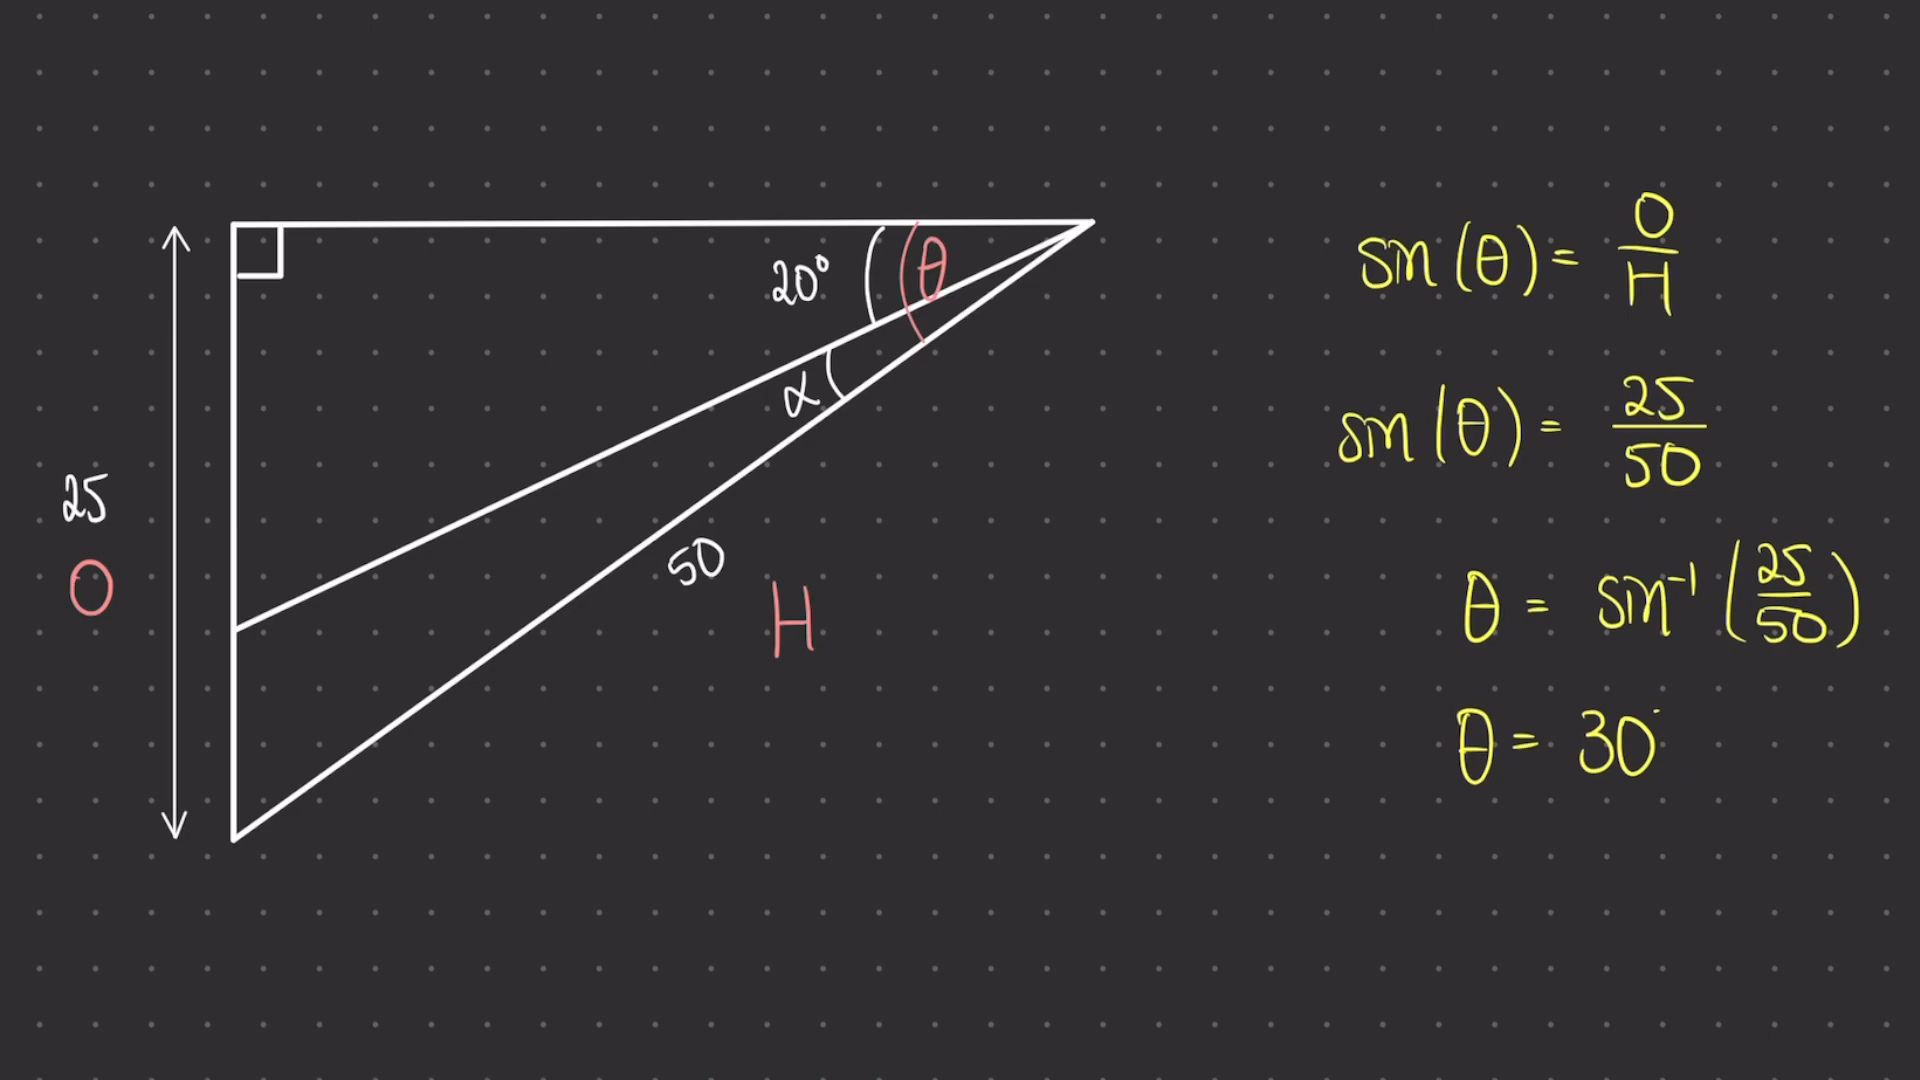 20° θ
α
25
50
O
H
sin(θ) = O/H
sin(θ) = 25/50
θ = sin⁻¹(25/50)
θ = 30°